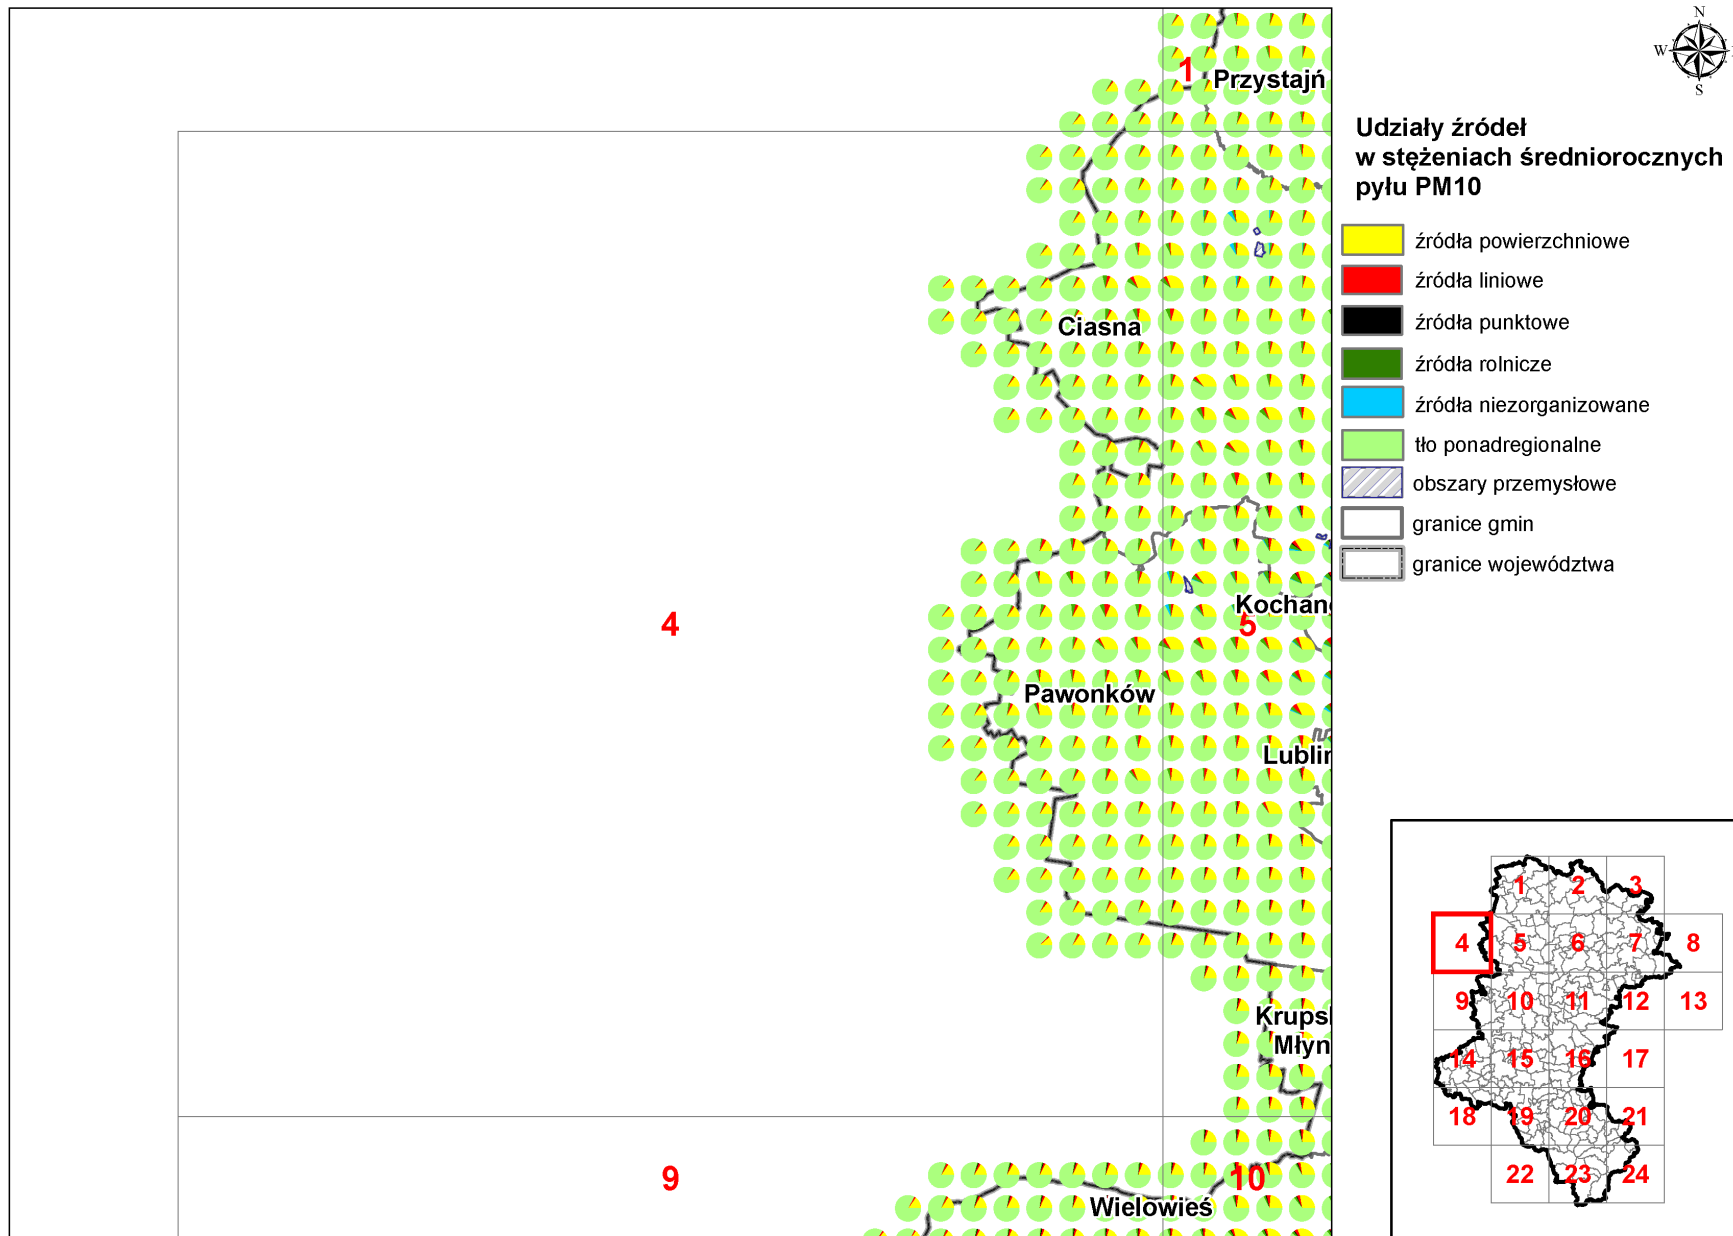 N
W
S
1
Przystajń
Ciasna
4
5
Kochan
Pawonków
Lublin
Krupsk
Młyn
9
10
Wielowieś
Udziały źródeł
w stężeniach średniorocznych
pyłu PM10
źródła powierzchniowe
źródła liniowe
źródła punktowe
źródła rolnicze
źródła niezorganizowane
tło ponadregionalne
obszary przemysłowe
granice gmin
granice województwa
1 2 3
4 5 6 7 8
9 10 11 12 13
14 15 16 17
18 19 20 21
22 23 24